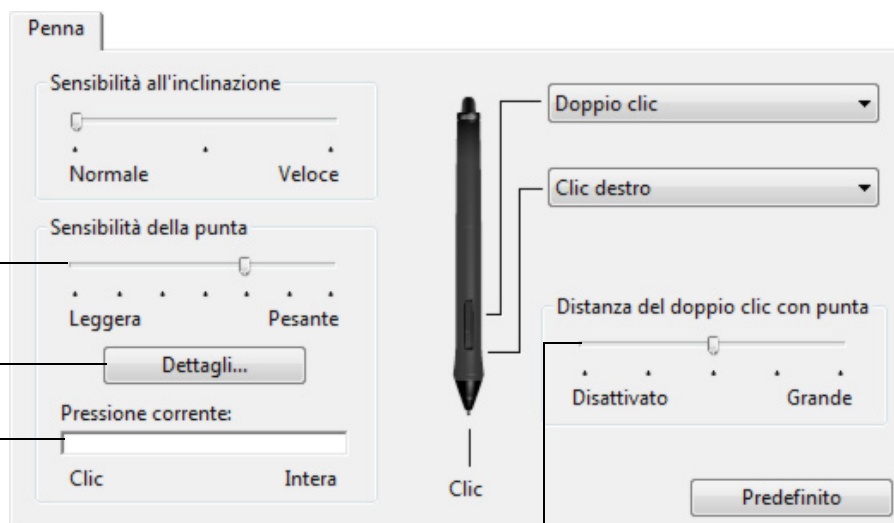 Penna
Sensibilità all'inclinazione
Normale Veloce
Sensibilità della punta
Leggera Pesante
Dettagli...
Pressione corrente:
Clic Intera
Doppio clic
Clic destro
Clic
Distanza del doppio clic con punta
Disattivato Grande
Predefinito